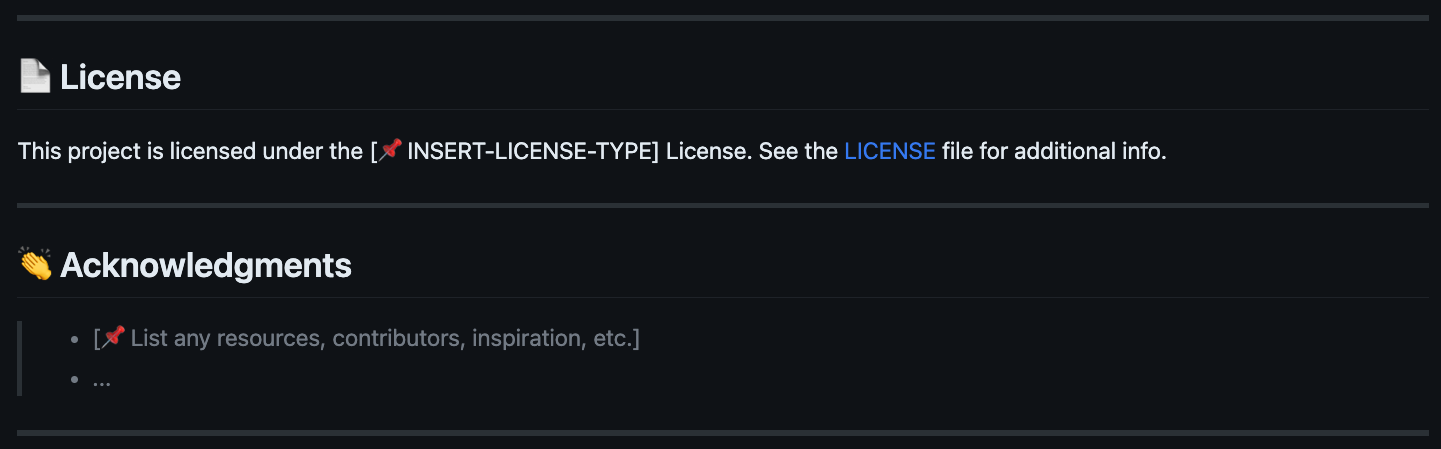 📄 License
This project is licensed under the [📌 INSERT-LICENSE-TYPE] License. See the LICENSE file for additional info.
👏 Acknowledgments
• [📌 List any resources, contributors, inspiration, etc.]
• ...